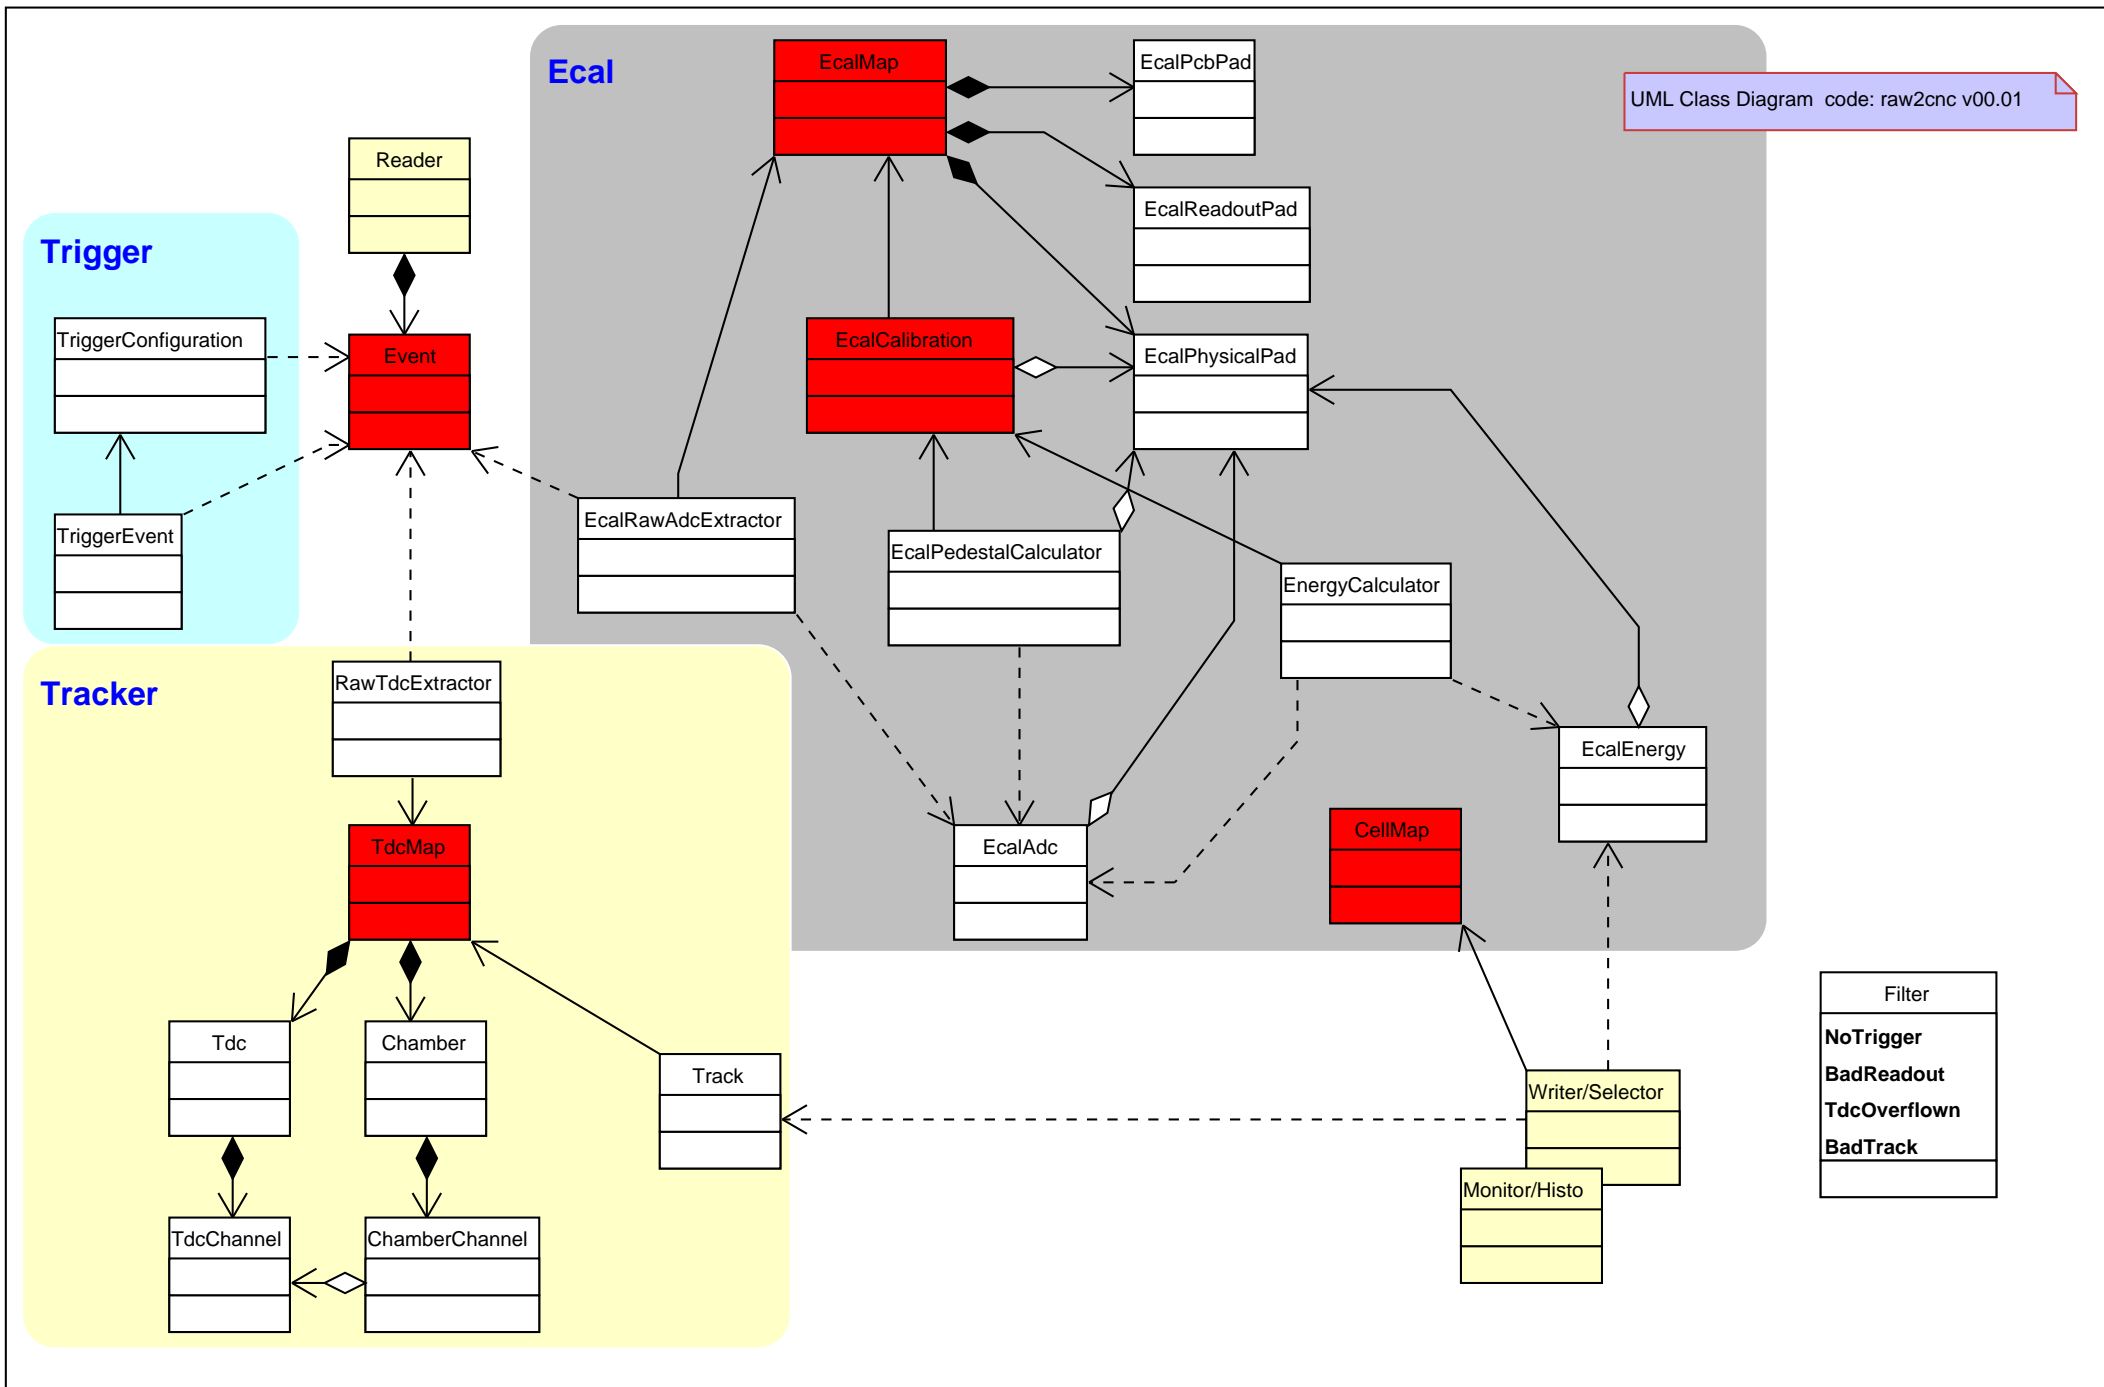 Ecal
EcalMap
EcalPcbPad
UML Class Diagram  code: raw2cnc v00.01
Reader
EcalReadoutPad
Trigger
TriggerConfiguration
Event
EcalCalibration
EcalPhysicalPad
TriggerEvent
EcalRawAdcExtractor
EcalPedestalCalculator
EnergyCalculator
Tracker
RawTdcExtractor
EcalEnergy
TdcMap
EcalAdc
CellMap
Filter
NoTrigger
BadReadout
TdcOverflown
BadTrack
Tdc
Chamber
Track
Writer/Selector
Monitor/Histo
TdcChannel
ChamberChannel